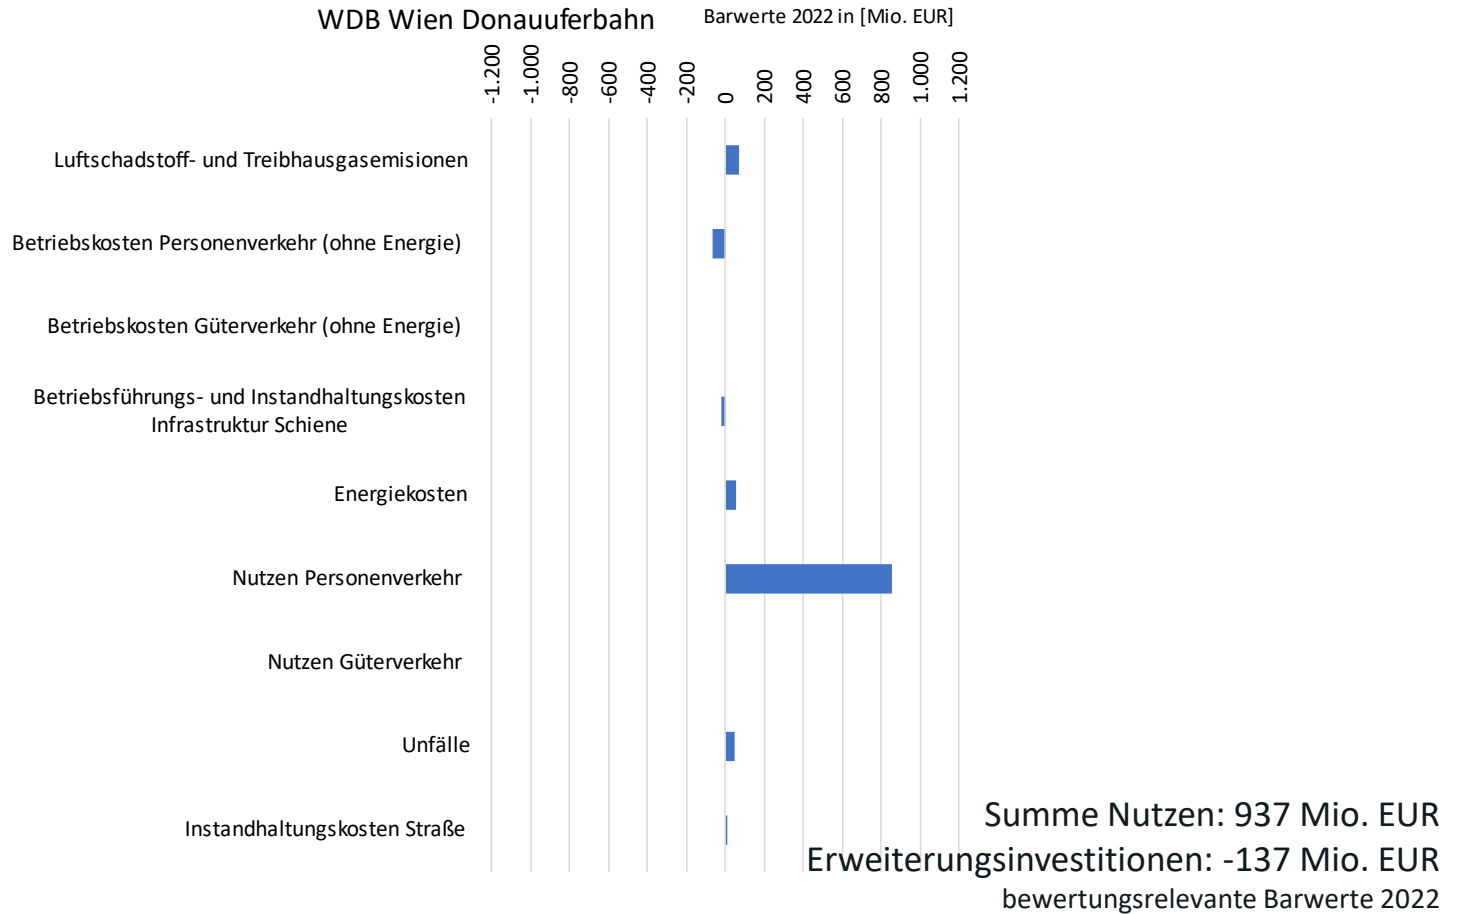 WDB Wien Donauuferbahn
Barwerte 2022 in [Mio. EUR]
-1.200
-1.000
-800
-600
-400
-200
0
200
400
600
800
1.000
1.200
Luftschadstoff- und Treibhausgasemisionen
Betriebskosten Personenverkehr (ohne Energie)
Betriebskosten Güterverkehr (ohne Energie)
Betriebsführungs- und Instandhaltungskosten
Infrastruktur Schiene
Energiekosten
Nutzen Personenverkehr
Nutzen Güterverkehr
Unfälle
Instandhaltungskosten Straße
Summe Nutzen: 937 Mio. EUR
Erweiterungsinvestitionen: -137 Mio. EUR
bewertungsrelevante Barwerte 2022